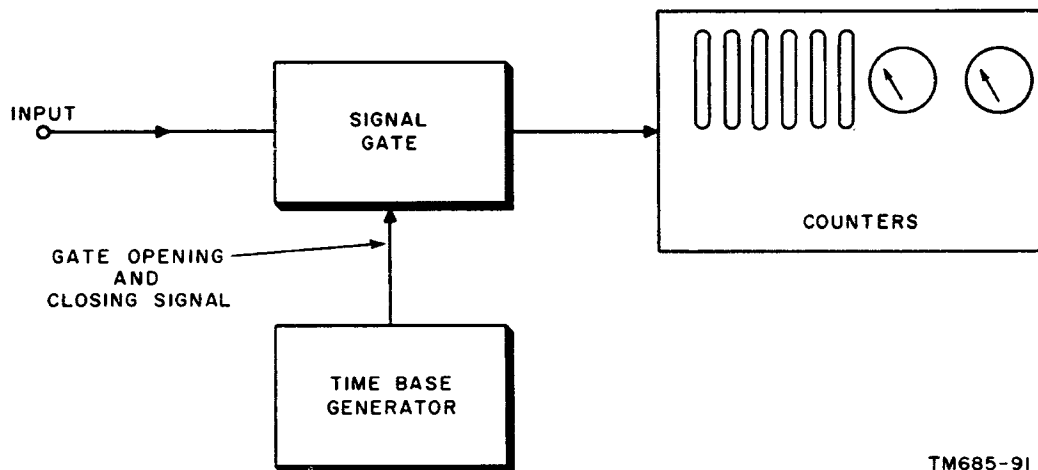 INPUT
SIGNAL
GATE
COUNTERS
GATE OPENING
AND
CLOSING SIGNAL
TIME BASE
GENERATOR
TM685-91